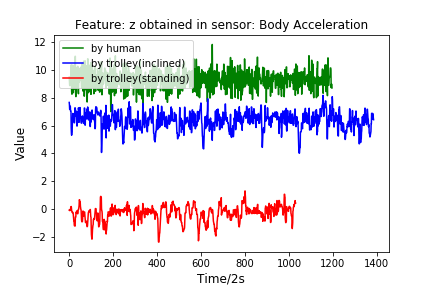 Feature: z obtained in sensor: Body Acceleration
by human
by trolley(inclined)
by trolley(standing)
Value
12
10
8
6
4
2
0
−2
0 200 400 600 800 1000 1200 1400
Time/2s